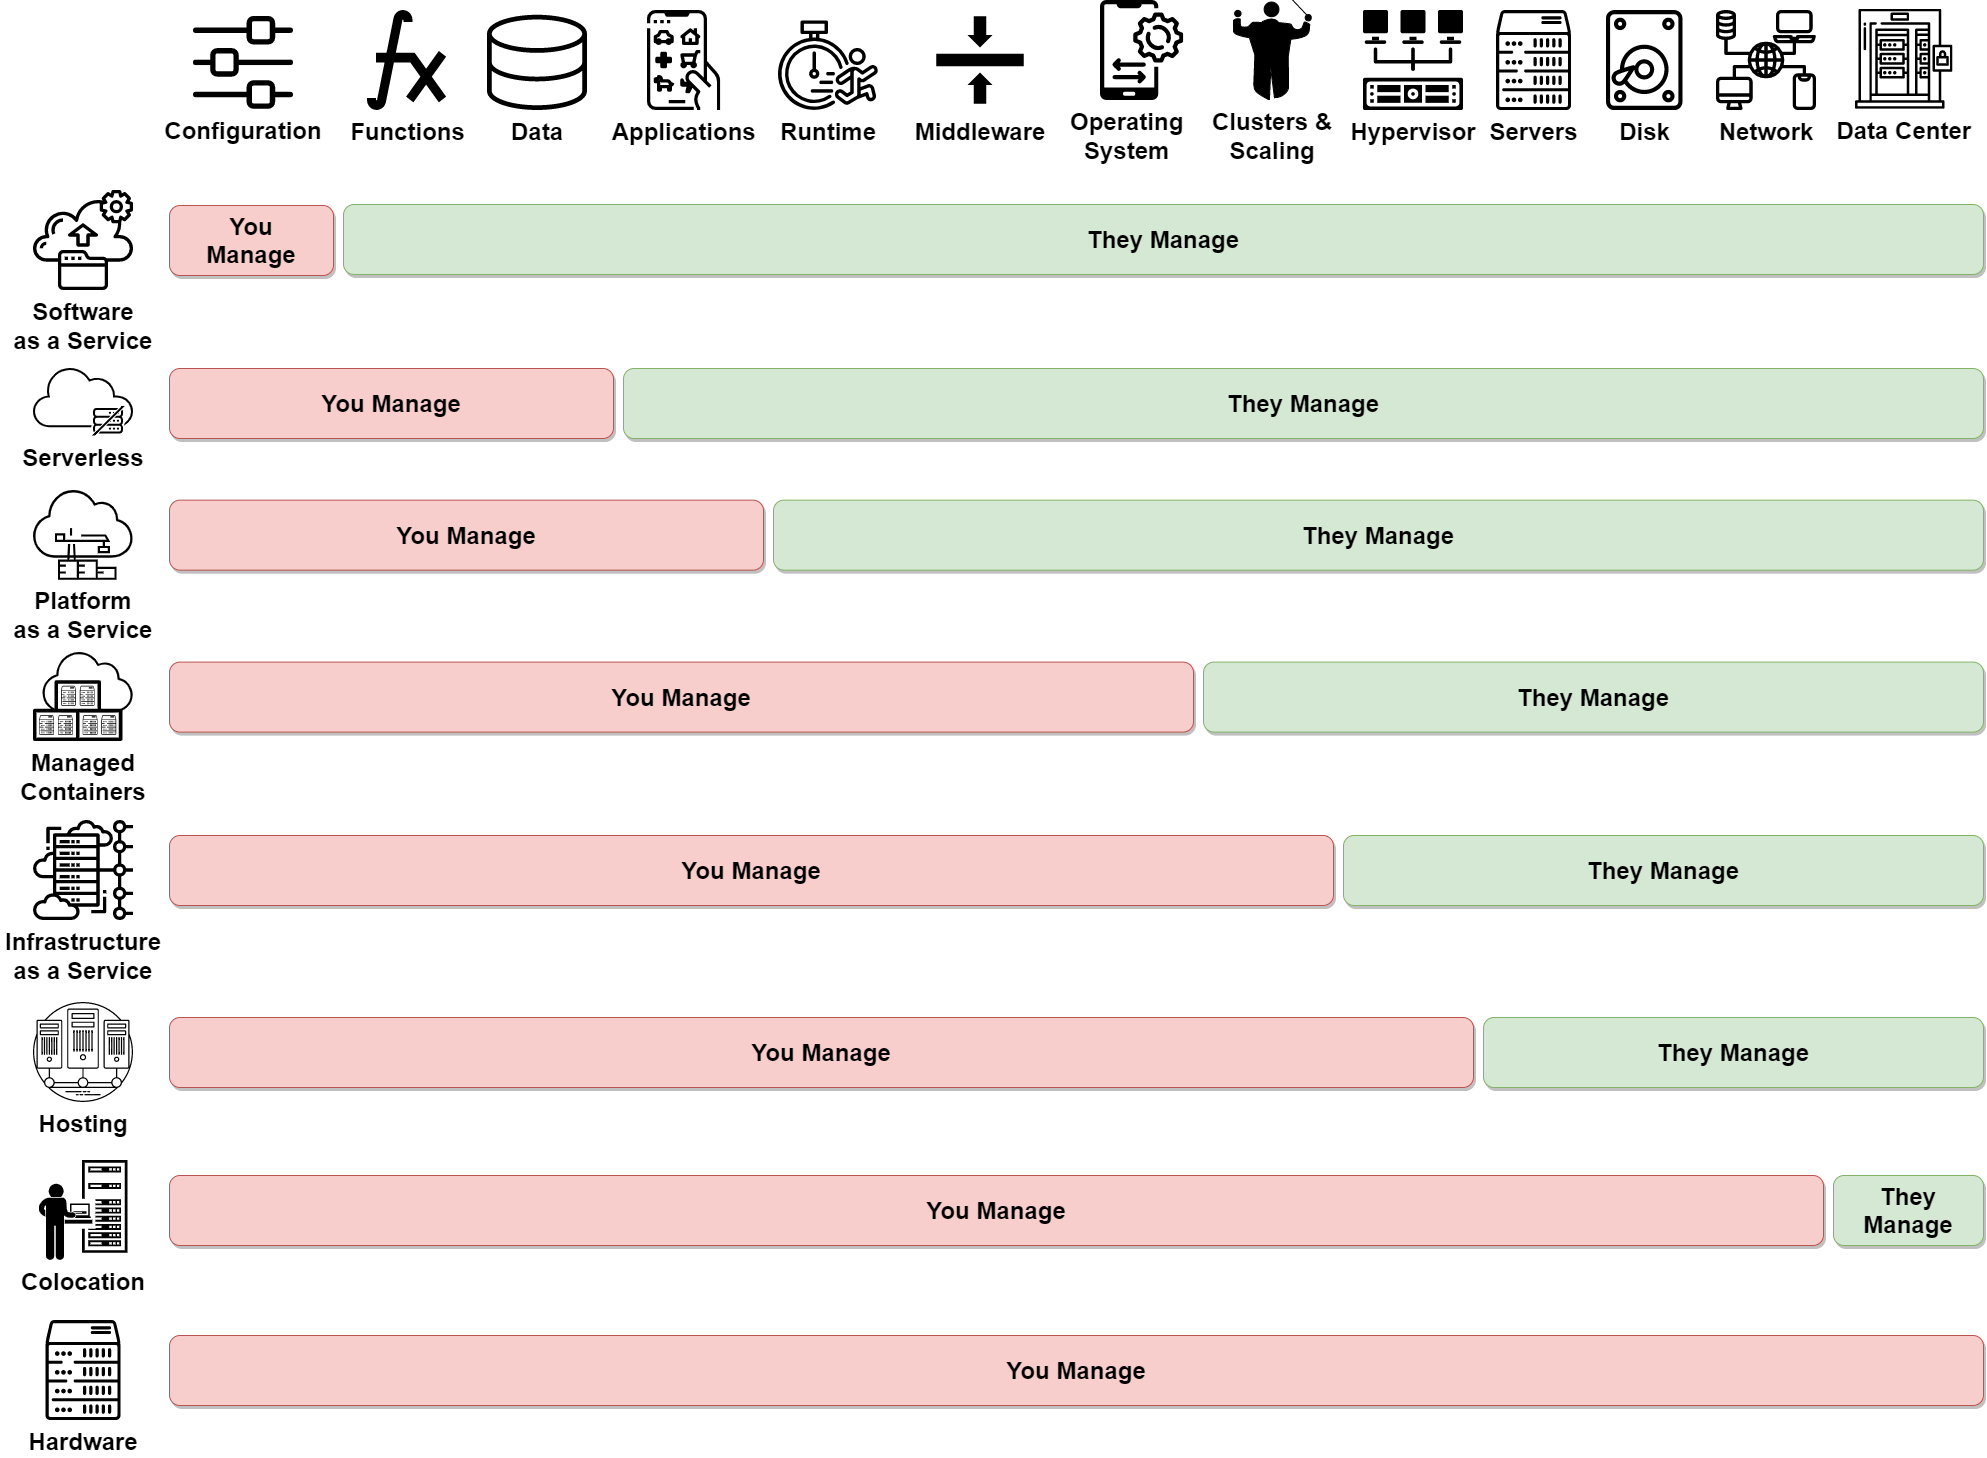 Configuration
Functions
Data
Applications
Runtime
Middleware
Operating
System
Clusters &
Scaling
Hypervisor
Servers
Disk
Network
Data Center
Software
as a Service
You
Manage
They Manage
Serverless
You Manage
They Manage
Platform
as a Service
You Manage
They Manage
Managed
Containers
You Manage
They Manage
Infrastructure
as a Service
You Manage
They Manage
Hosting
You Manage
They Manage
Colocation
You Manage
They
Manage
Hardware
You Manage